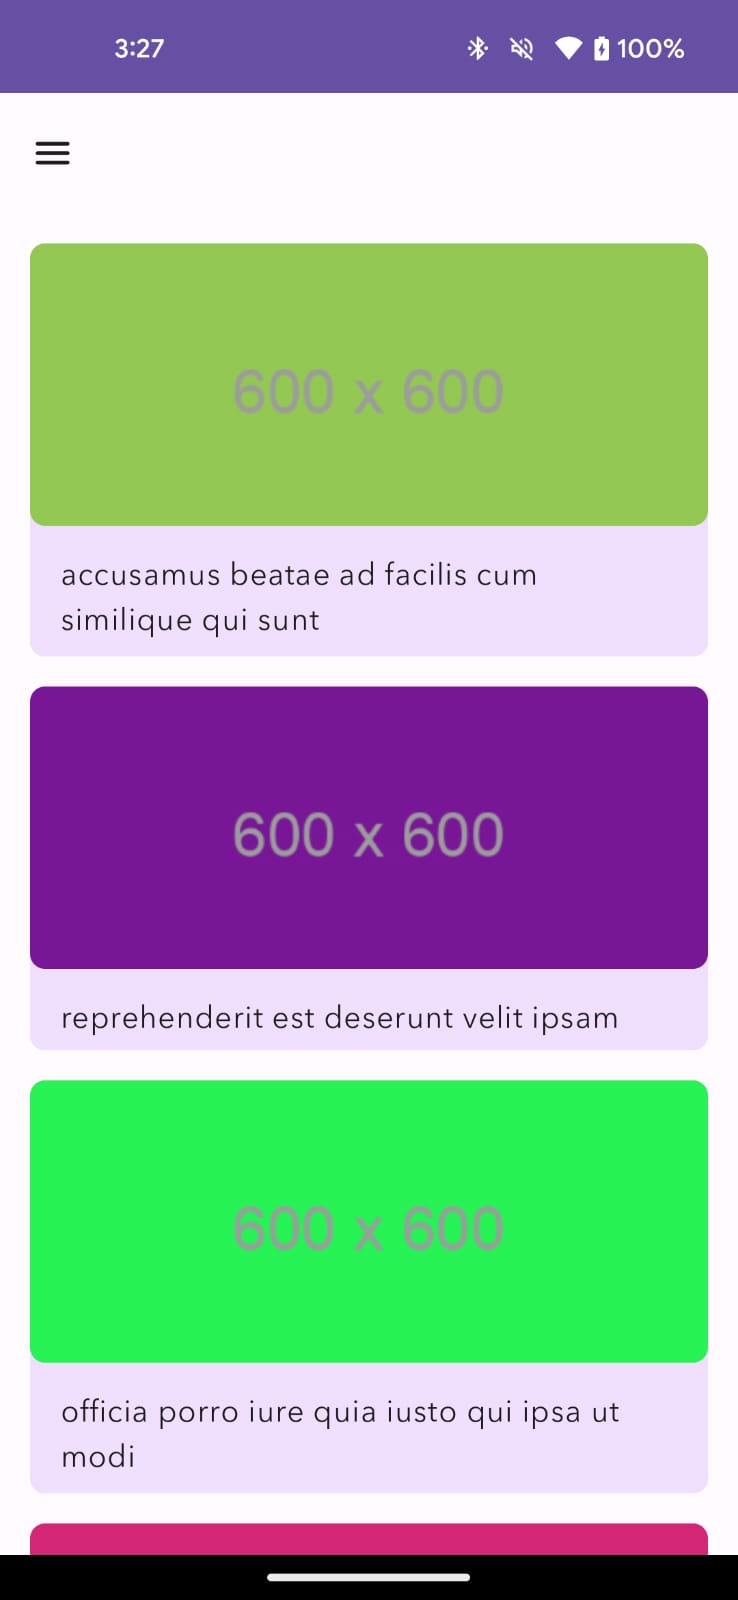 3:27
100%
600 x 600
accusamus beatae ad facilis cum
similique qui sunt
600 x 600
reprehenderit est deserunt velit ipsam
600 x 600
officia porro iure quia iusto qui ipsa ut
modi